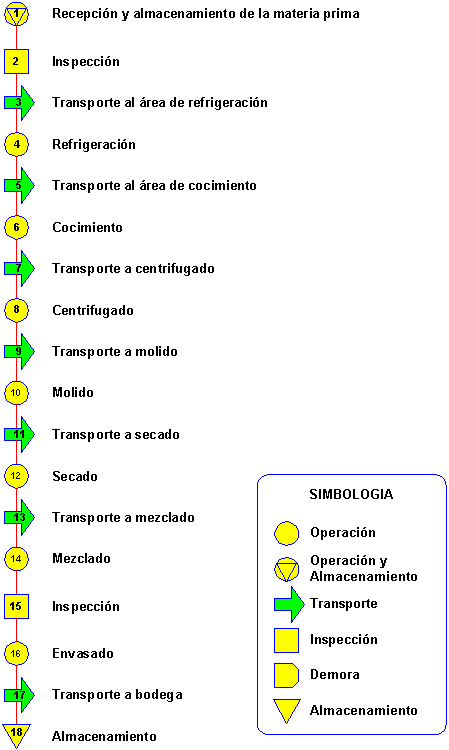 1 Recepción y almacenamiento de la materia prima
2 Inspección
3 Transporte al área de refrigeración
4 Refrigeración
5 Transporte al área de cocimiento
6 Cocimiento
7 Transporte a centrifugado
8 Centrifugado
9 Transporte a molido
10 Molido
11 Transporte a secado
12 Secado
13 Transporte a mezclado
14 Mezclado
15 Inspección
16 Envasado
17 Transporte a bodega
18 Almacenamiento
SIMBOLOGIA
Operación
Operación y
Almacenamiento
Transporte
Inspección
Demora
Almacenamiento